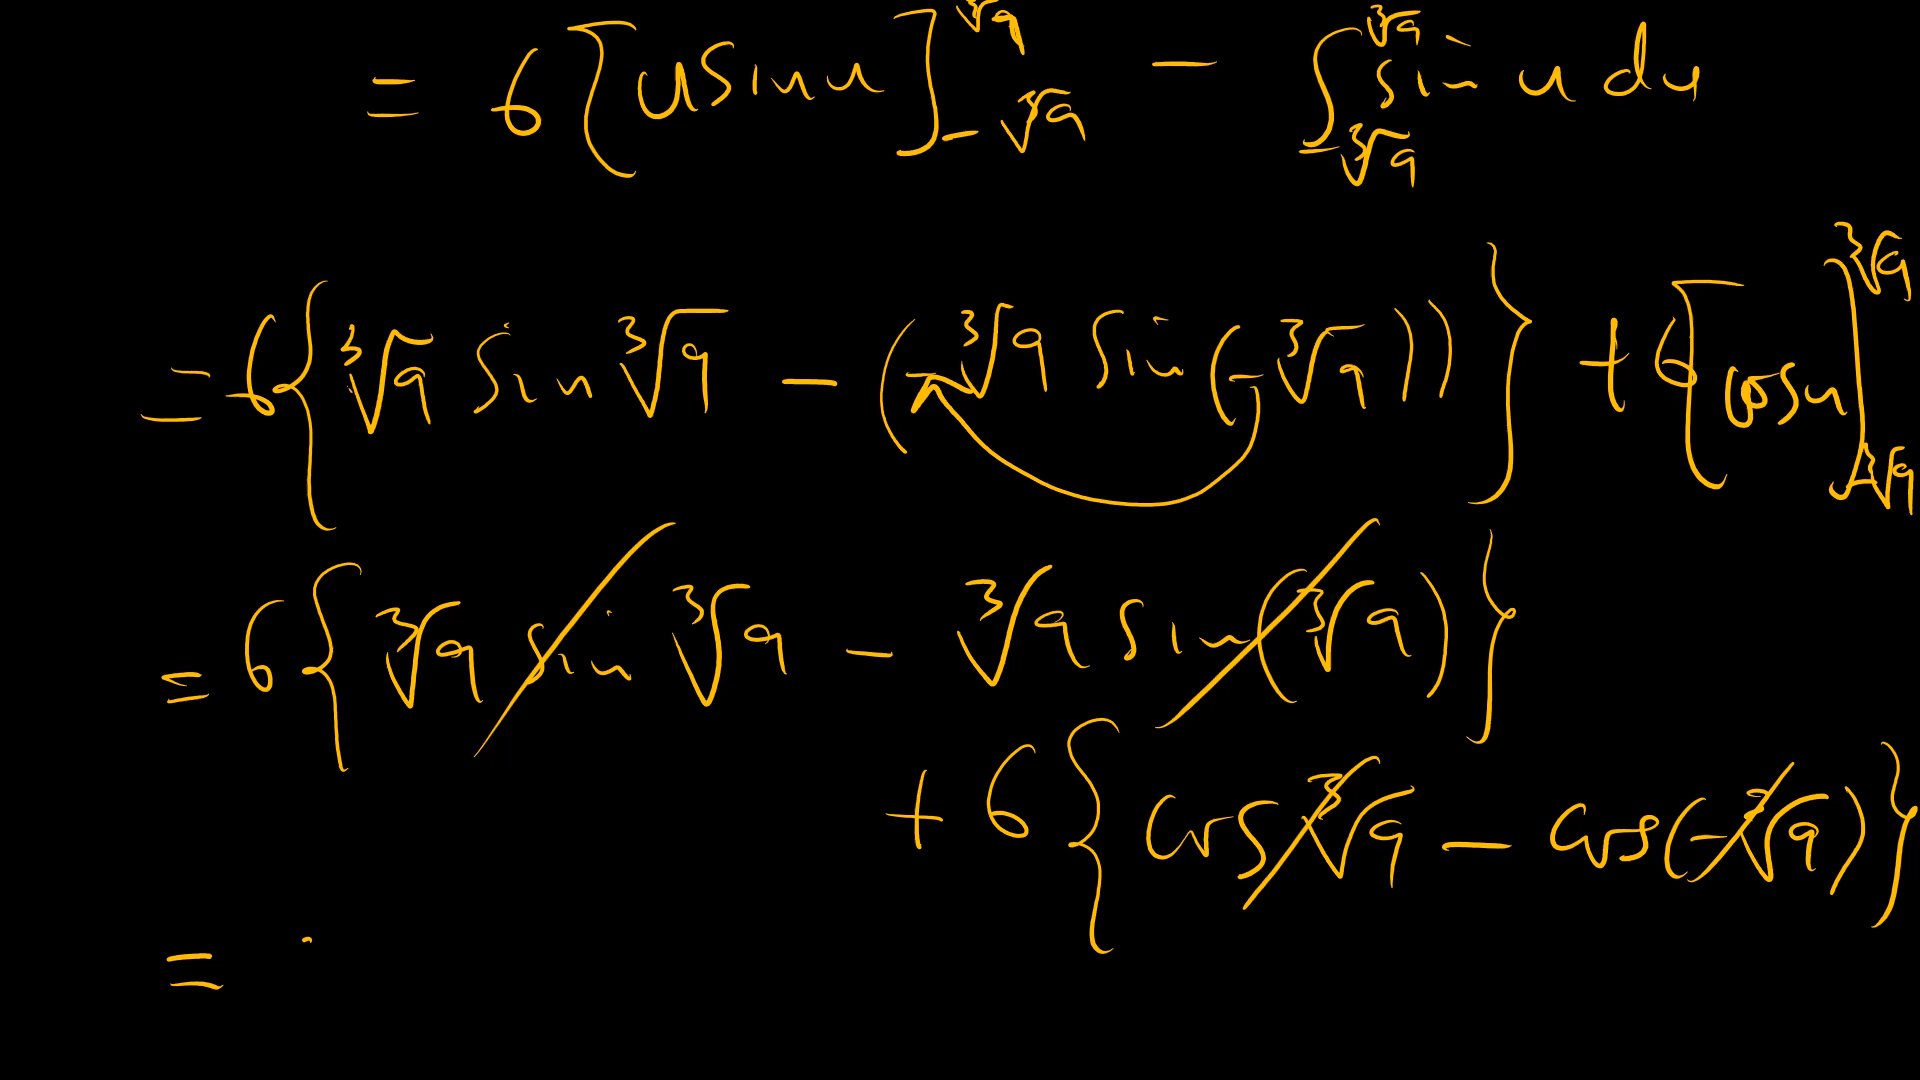 = 6[u sin u]_{-∛9}^{∛9} − ∫_{-∛9}^{∛9} sin u du
= 6{∛9 sin ∛9 − (−∛9 sin(−∛9))} + 6[cos u]_{-∛9}^{∛9}
= 6{∛9 sin ∛9 − ∛9 sin(∛9)}
+ 6{cos ∛9 − cos(−∛9)}
=